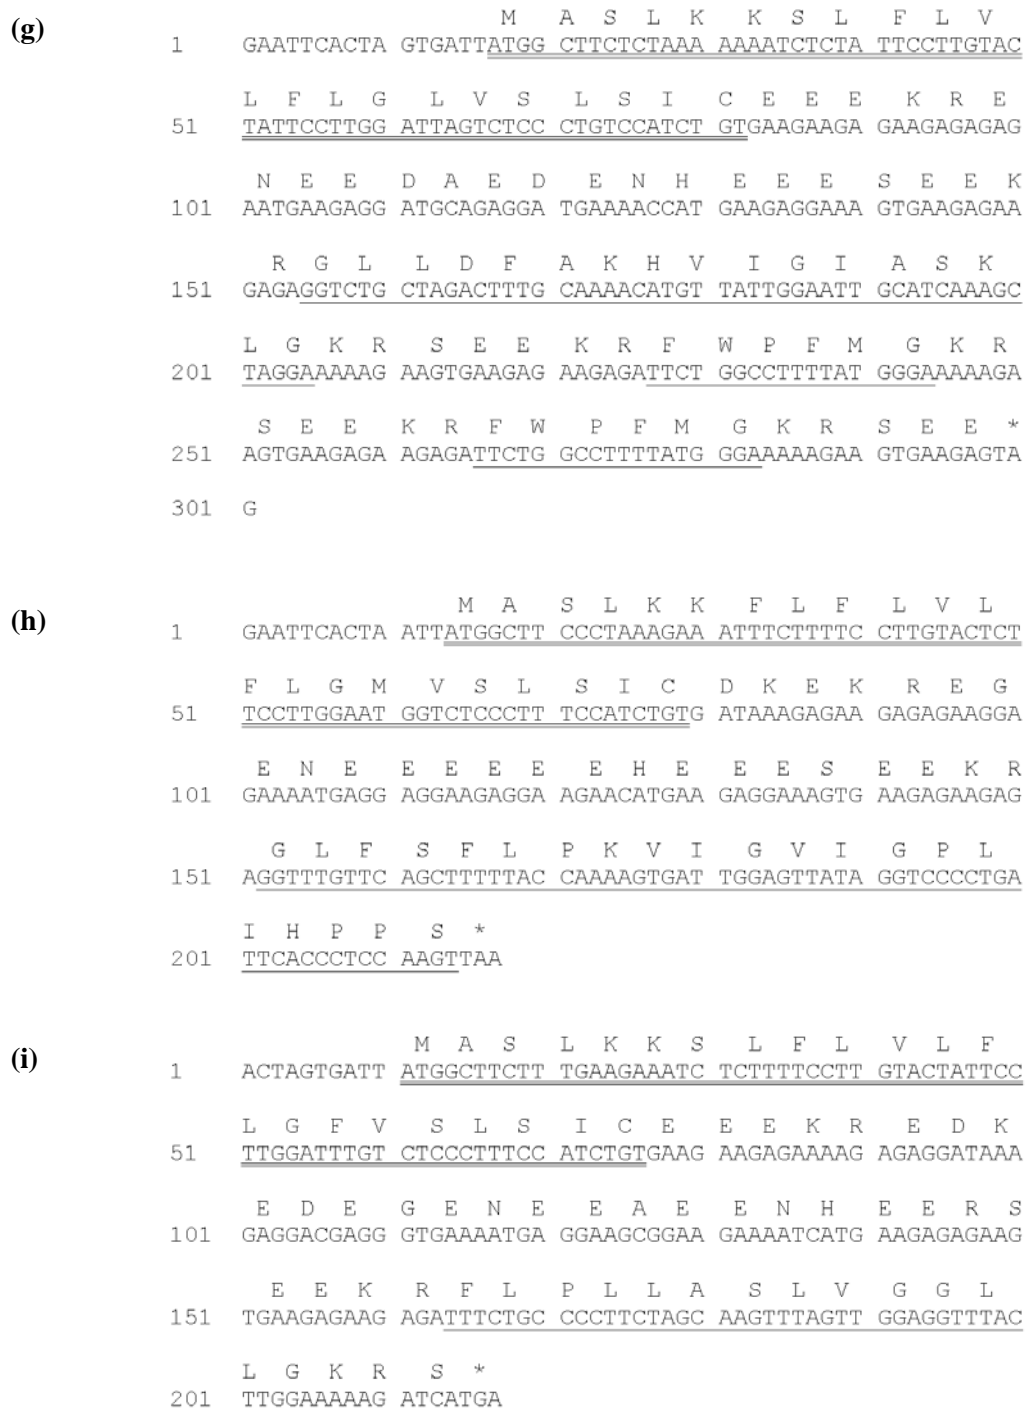 (g)
M A S L K K S L F L V
1 GAATTCACTA GTGATTATGG CTTCTCTAAA AAAATCTCTA TTCCTTGTAC
L F L G L V S L S I C E E E K R E
51 TATTCCTTGG ATTAGTCTCC CTGTCCATCT GTGAAGAAGA GAAGAGAGAG
N E E D A E D E N H E E E S E E K
101 AATGAAGAGG ATGCAGAGGA TGAAAACCAT GAAGAGGAAA GTGAAGAGAA
R G L L D F A K H V I G I A S K
151 GAGAGGTCTG CTAGACTTTG CAAAACATGT TATTGGAATT GCATCAAAGC
L G K R S E E K R F W P F M G K R
201 TAGGAAAAAG AAGTGAAGAG AAGAGATTCT GGCCTTTTAT GGGAAAAAGA
S E E K R F W P F M G K R S E E *
251 AGTGAAGAGA AGAGATTCTG GCCTTTTATG GGAAAAAGAA GTGAAGAGTA
301 G
(h)
M A S L K K F L F L V L
1 GAATTCACTA ATTATGGCTT CCCTAAAGAA ATTTCTTTTC CTTGTACTCT
F L G M V S L S I C D K E K R E G
51 TCCTTGGAAT GGTCTCCCTT TCCATCTGTG ATAAAGAGAA GAGAGAAGGA
E N E E E E E E H E E E S E E K R
101 GAAAATGAGG AGGAAGAGGA AGAACATGAA GAGGAAAGTG AAGAGAAGAG
G L F S F L P K V I G V I G P L
151 AGGTTTGTTC AGCTTTTTAC CAAAAGTGAT TGGAGTTATA GGTCCCCTGA
I H P P S *
201 TTCACCCTCC AAGTTAA
(i)
M A S L K K S L F L V L F
1 ACTAGTGATT ATGGCTTCTT TGAAGAAATC TCTTTTCCTT GTACTATTCC
L G F V S L S I C E E E K R E D K
51 TTGGATTTGT CTCCCTTTCC ATCTGTGAAG AAGAGAAAAG AGAGGATAAA
E D E G E N E E A E E N H E E R S
101 GAGGACGAGG GTGAAAATGA GGAAGCGGAA GAAAATCATG AAGAGAGAAG
E E K R F L P L L A S L V G G L
151 TGAAGAGAAG AGATTTCTGC CCCTTCTAGC AAGTTTAGTT GGAGGTTTAC
L G K R S *
201 TTGGAAAAAG ATCATGA